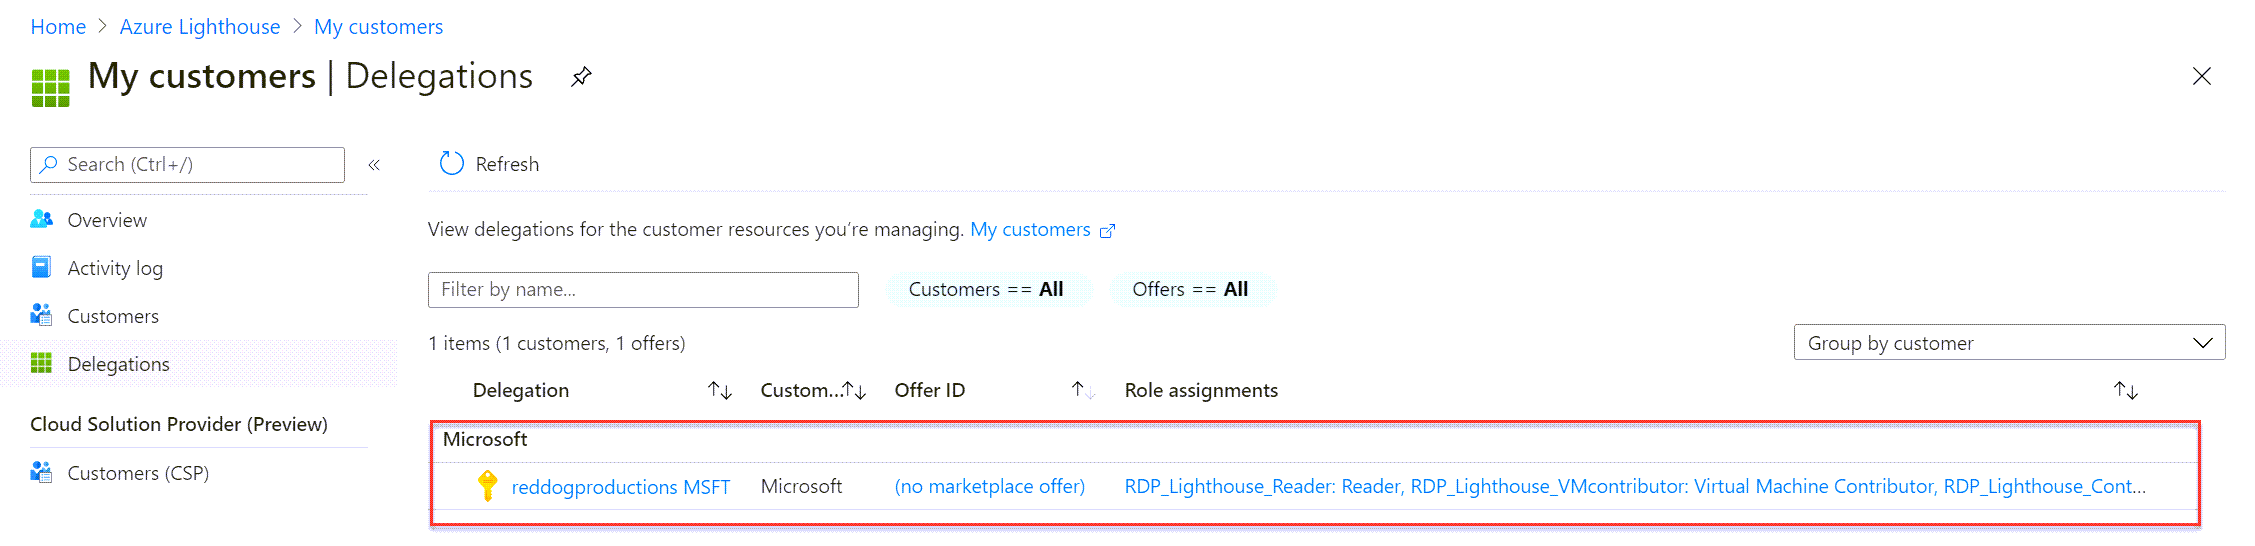 Home > Azure Lighthouse > My customers
My customers | Delegations
Search (Ctrl+/)
«
Overview
Activity log
Customers
Delegations
Cloud Solution Provider (Preview)
Customers (CSP)
Refresh
View delegations for the customer resources you’re managing. My customers
Filter by name...
Customers == All
Offers == All
1 items (1 customers, 1 offers)
Group by customer
Delegation ↑↓ Custom...↑↓ Offer ID ↑↓ Role assignments ↑↓
Microsoft
reddogproductions MSFT Microsoft (no marketplace offer) RDP_Lighthouse_Reader: Reader, RDP_Lighthouse_VMcontributor: Virtual Machine Contributor, RDP_Lighthouse_Cont...